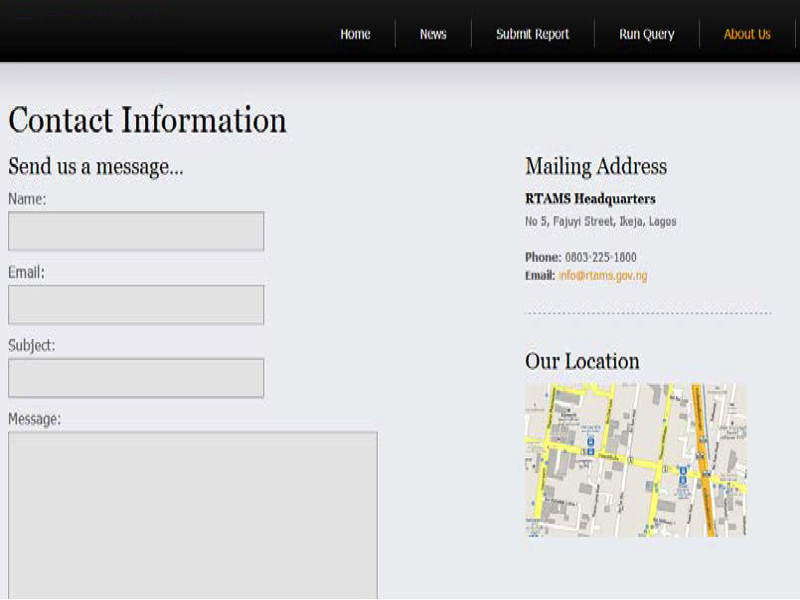 Home
News
Submit Report
Run Query
About Us
Contact Information
Send us a message...
Name:
Email:
Subject:
Message:
Mailing Address
RTAMS Headquarters
No 5, Fajuyi Street, Ikeja, Lagos
Phone: 0803-225-1800
Email: info@rtams.gov.ng
Our Location